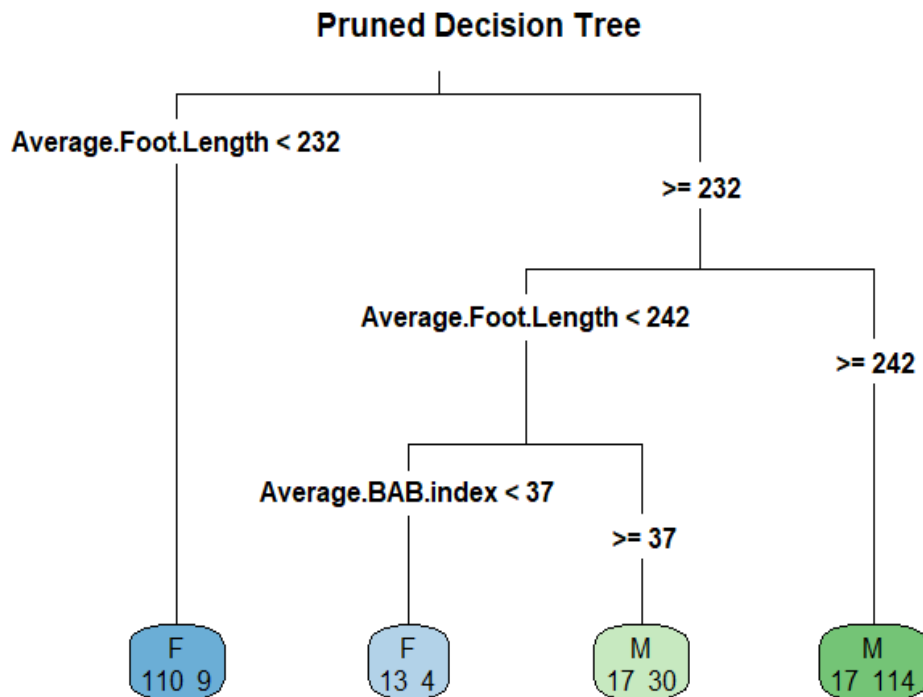 Pruned Decision Tree
Average.Foot.Length < 232
>= 232
Average.Foot.Length < 242
>= 242
Average.BAB.index < 37
>= 37
F
110 9
F
13 4
M
17 30
M
17 114